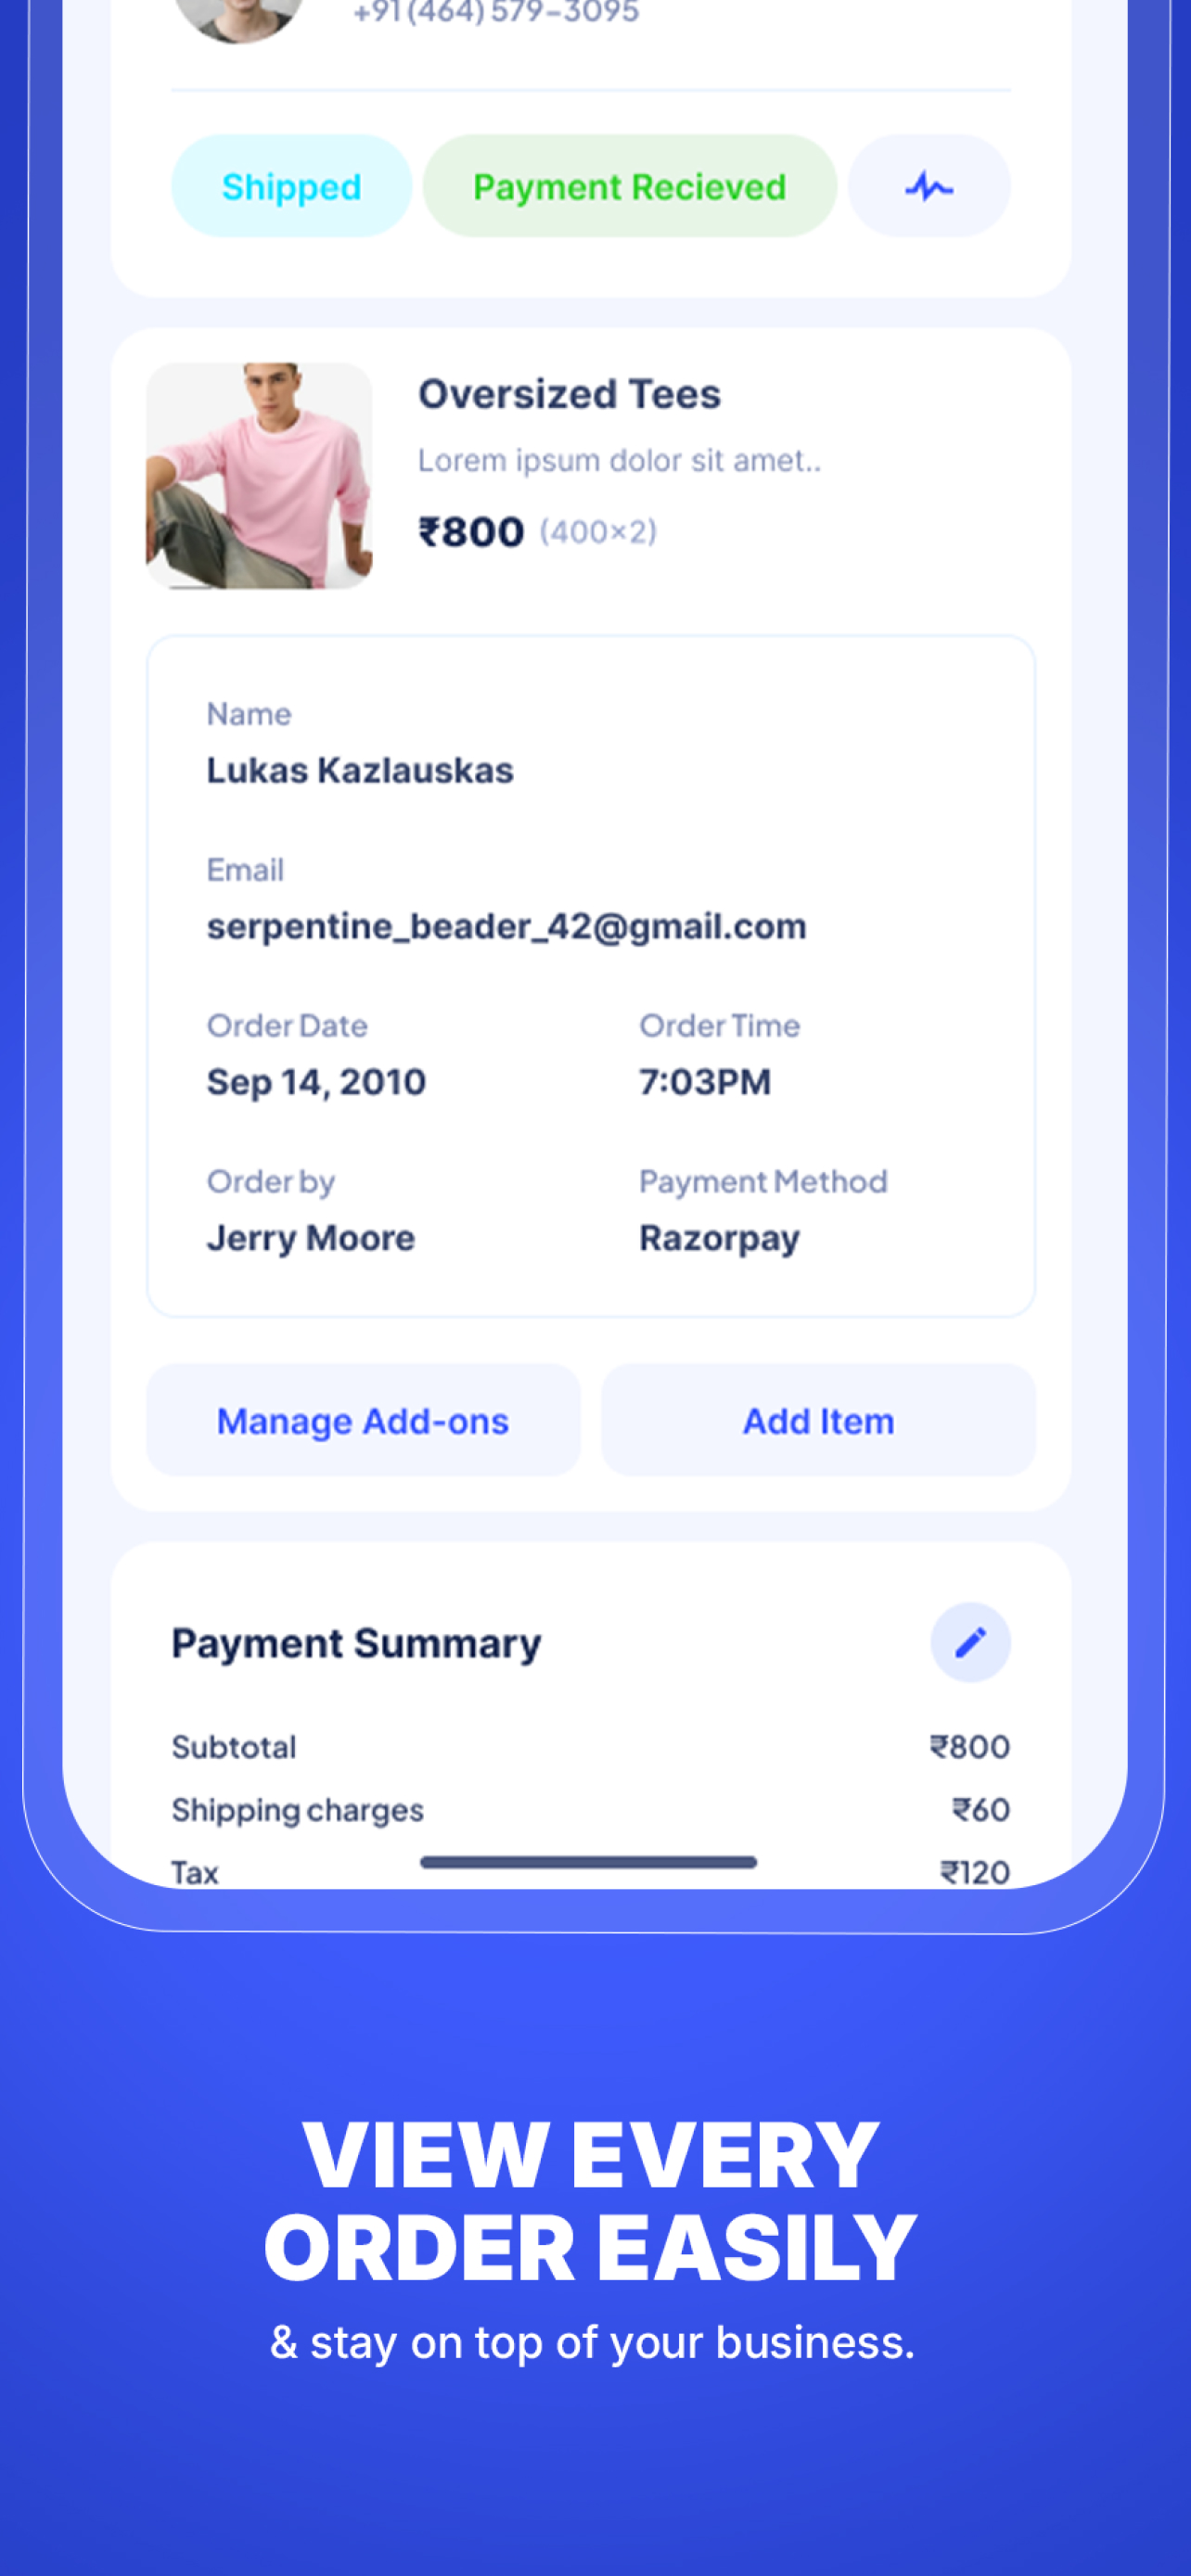 +91 (464) 579-3095
Shipped
Payment Recieved
Oversized Tees
Lorem ipsum dolor sit amet..
₹800 (400×2)
Name
Lukas Kazlauskas
Email
serpentine_beader_42@gmail.com
Order Date
Order Time
Sep 14, 2010
7:03PM
Order by
Payment Method
Jerry Moore
Razorpay
Manage Add-ons
Add Item
Payment Summary
Subtotal ₹800
Shipping charges ₹60
Tax ₹120
VIEW EVERY
ORDER EASILY
& stay on top of your business.